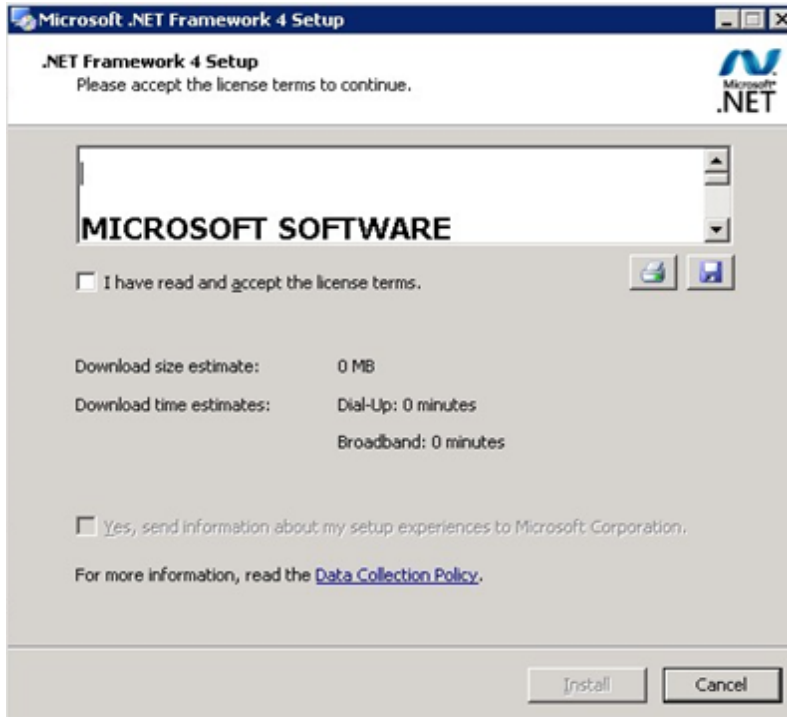 Microsoft .NET Framework 4 Setup
.NET Framework 4 Setup
Please accept the license terms to continue.
Microsoft®
.NET
MICROSOFT SOFTWARE
I have read and accept the license terms.
Download size estimate: 0 MB
Download time estimates: Dial-Up: 0 minutes
Broadband: 0 minutes
Yes, send information about my setup experiences to Microsoft Corporation.
For more information, read the Data Collection Policy.
Install Cancel